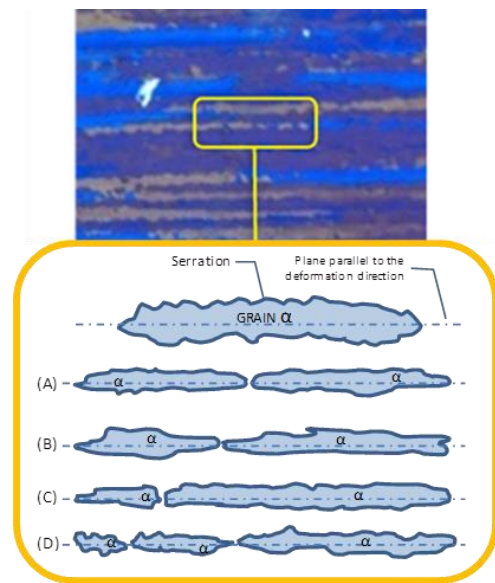 Serration
Plane parallel to the
deformation direction
GRAIN α
(A) α α
(B) α α
(C) α α
(D) α α α